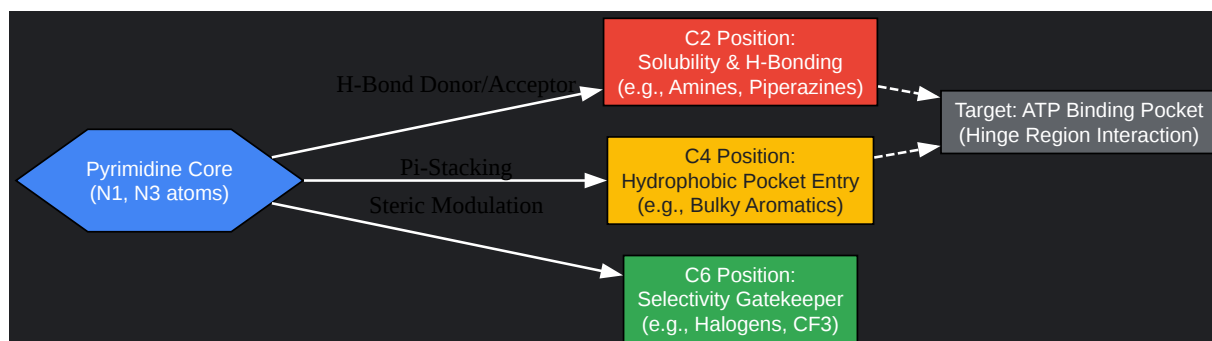 Pyrimidine Core
(N1, N3 atoms)
H-Bond Donor/Acceptor
Pi-Stacking
Steric Modulation
C2 Position:
Solubility & H-Bonding
(e.g., Amines, Piperazines)
C4 Position:
Hydrophobic Pocket Entry
(e.g., Bulky Aromatics)
C6 Position:
Selectivity Gatekeeper
(e.g., Halogens, CF3)
Target: ATP Binding Pocket
(Hinge Region Interaction)